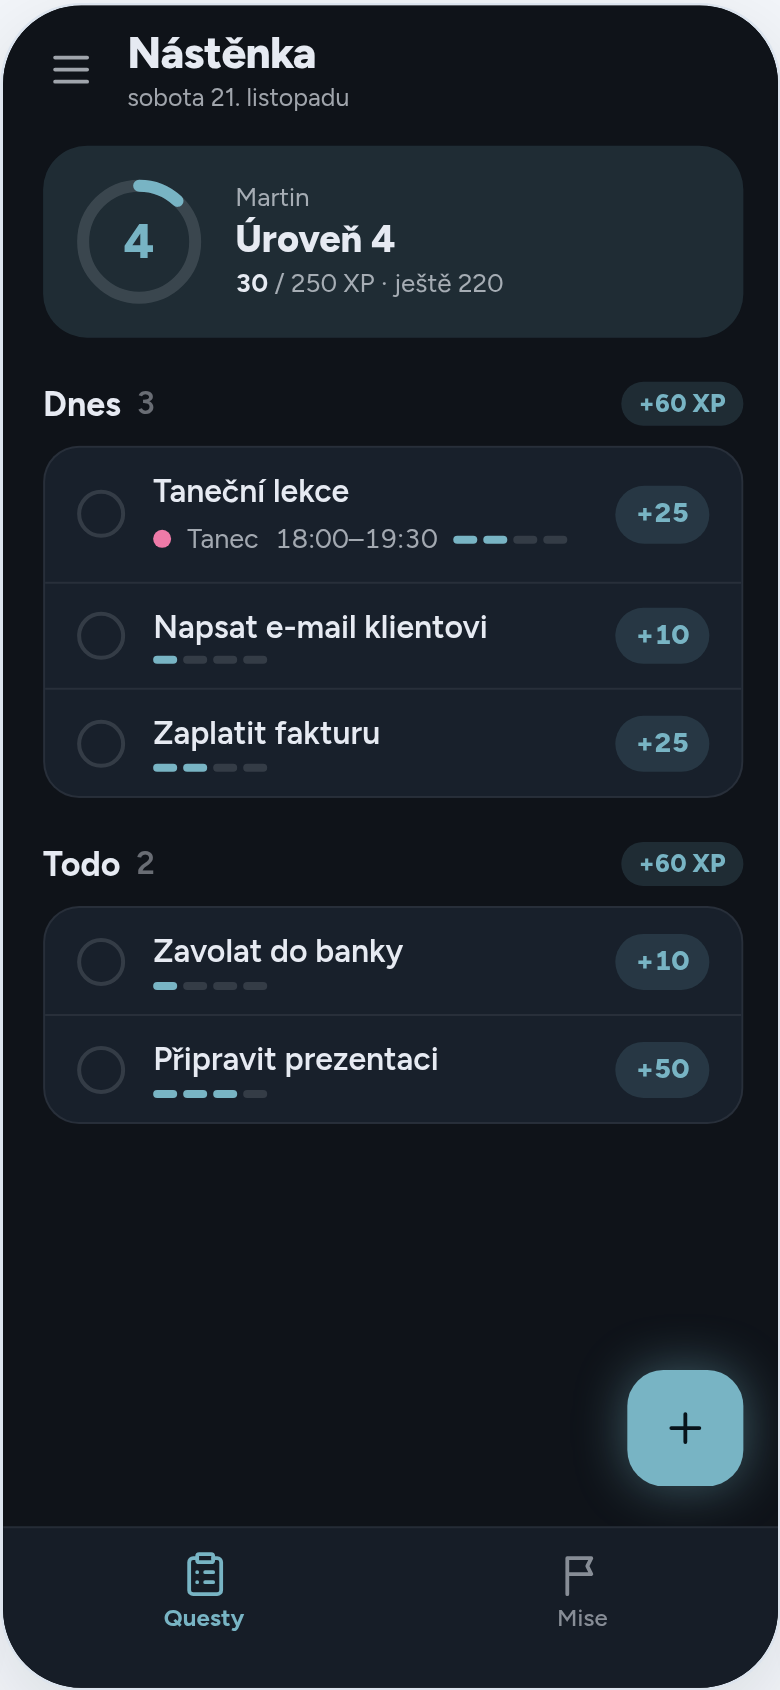 Nástěnka
sobota 21. listopadu
4
Martin
Úroveň 4
30 / 250 XP · ještě 220
Dnes 3
+60 XP
Taneční lekce
Tanec 18:00–19:30
+25
Napsat e-mail klientovi
+10
Zaplatit fakturu
+25
Todo 2
+60 XP
Zavolat do banky
+10
Připravit prezentaci
+50
Questy
Mise